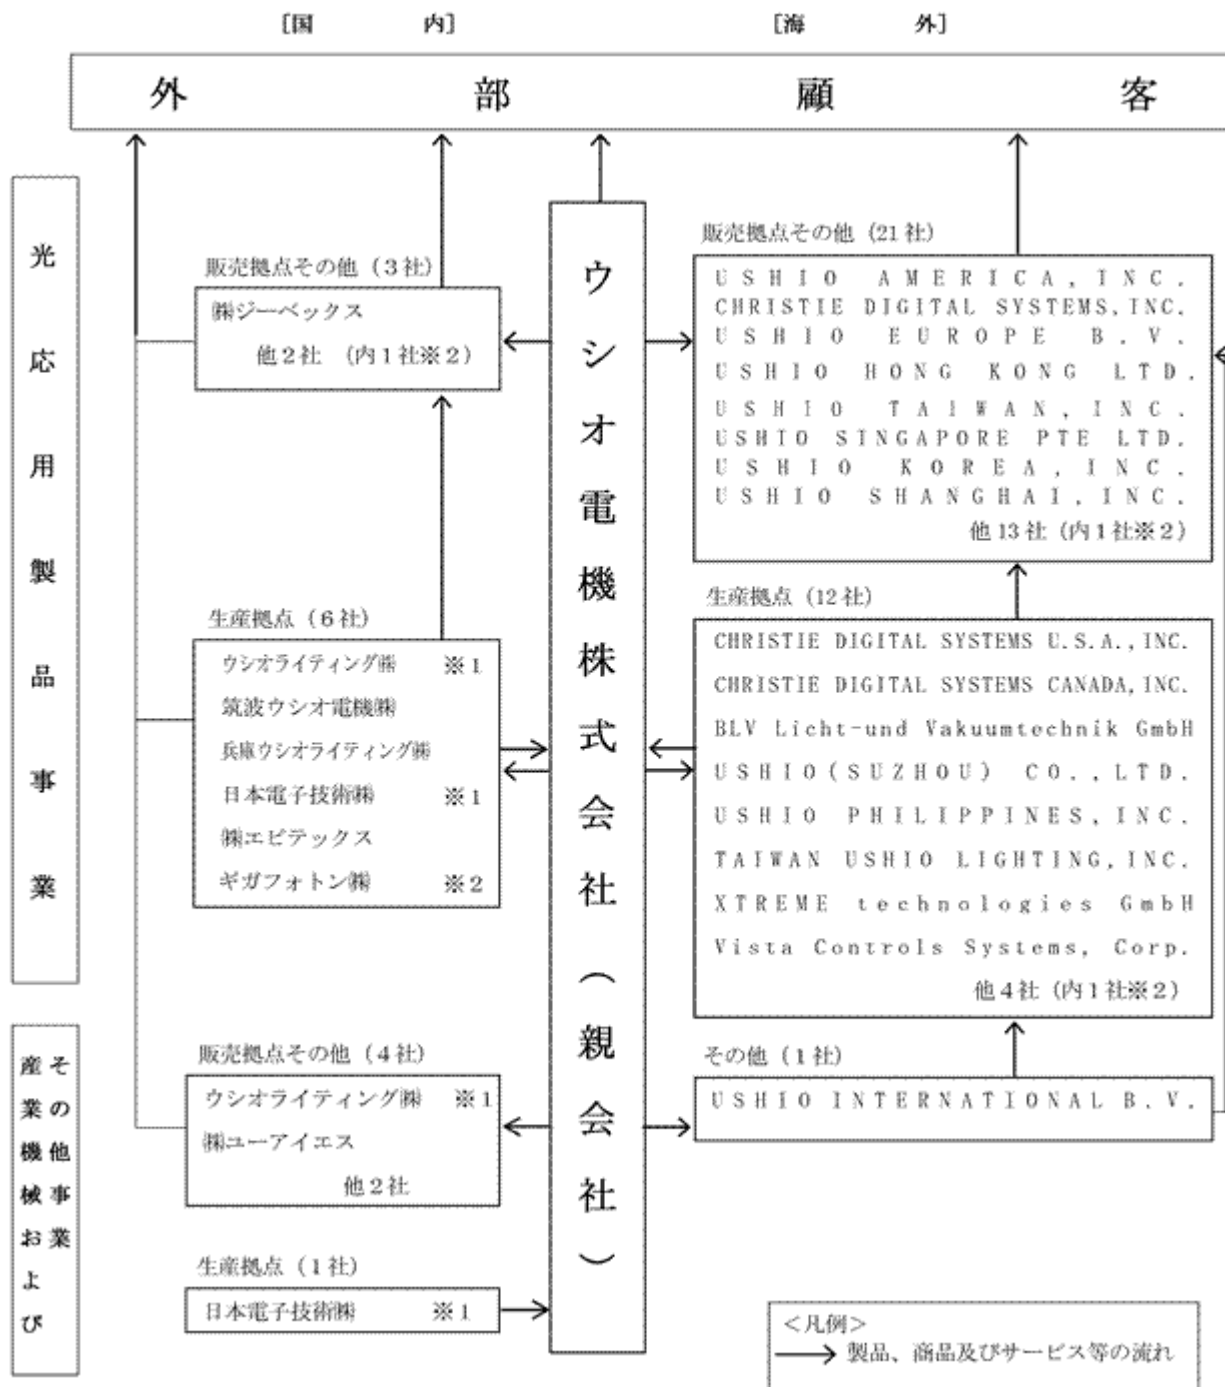 [国 内] [海 外]
外 部 顧 客
光応用製品事業
産業機械および
その他事業
販売拠点その他（3社）
㈱ジーベックス
他2社 （内1社※2）
生産拠点（6社）
ウシオライティング㈱ ※1
筑波ウシオ電機㈱
兵庫ウシオライティング㈱
日本電子技術㈱ ※1
㈱エピテックス
ギガフォトン㈱ ※2
販売拠点その他（4社）
ウシオライティング㈱ ※1
㈱ユーアイエス
他2社
生産拠点（1社）
日本電子技術㈱ ※1
ウシオ電機株式会社（親会社）
販売拠点その他（21社）
USHIO AMERICA,INC.
CHRISTIE DIGITAL SYSTEMS,INC.
USHIO EUROPE B.V.
USHIO HONG KONG LTD.
USHIO TAIWAN,INC.
USHIO SINGAPORE PTE LTD.
USHIO KOREA,INC.
USHIO SHANGHAI,INC.
他13社（内1社※2）
生産拠点（12社）
CHRISTIE DIGITAL SYSTEMS U.S.A.,INC.
CHRISTIE DIGITAL SYSTEMS CANADA,INC.
BLV Licht-und Vakuumtechnik GmbH
USHIO(SUZHOU) CO.,LTD.
USHIO PHILIPPINES,INC.
TAIWAN USHIO LIGHTING,INC.
XTREME technologies GmbH
Vista Controls Systems, Corp.
他4社（内1社※2）
その他（1社）
USHIO INTERNATIONAL B.V.
＜凡例＞
製品、商品及びサービス等の流れ